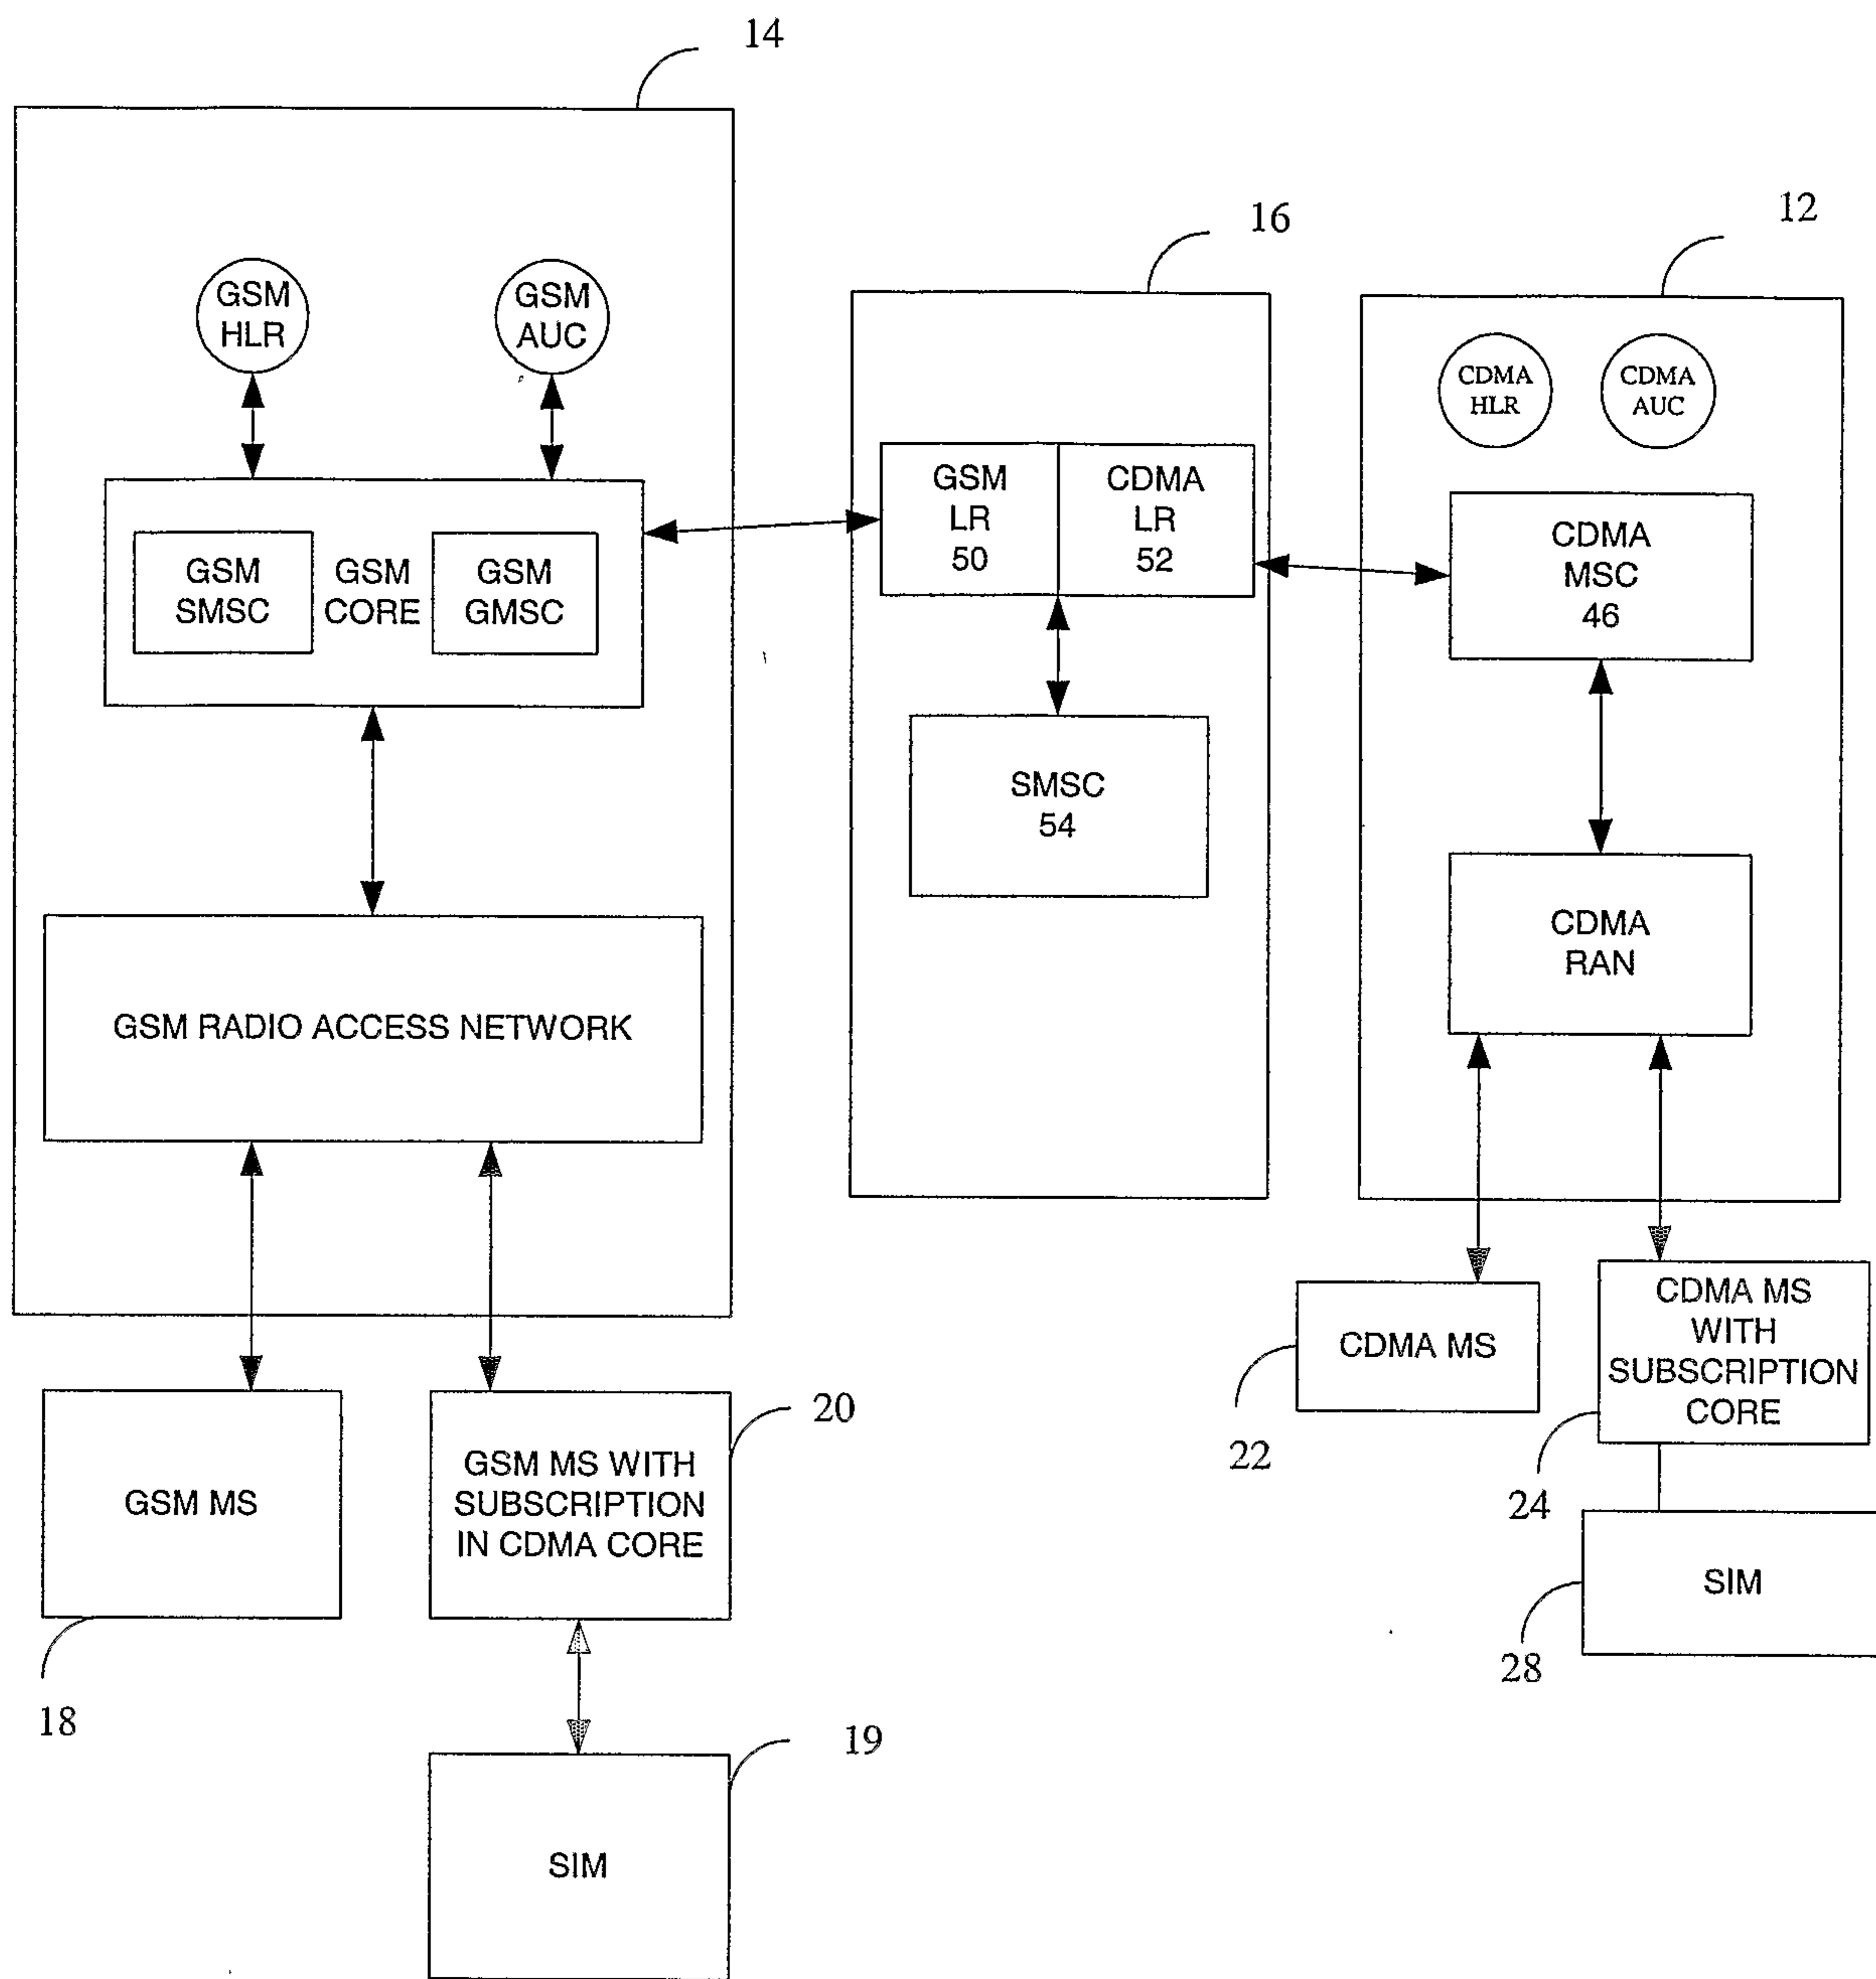 14
16
12
GSM
HLR
GSM
AUC
CDMA
HLR
CDMA
AUC
GSM
SMSC
GSM
CORE
GSM
GMSC
GSM
LR
50
CDMA
LR
52
CDMA
MSC
46
SMSC
54
CDMA
RAN
GSM RADIO ACCESS NETWORK
GSM MS
18
GSM MS WITH
SUBSCRIPTION
IN CDMA CORE
20
SIM
19
CDMA MS
22
CDMA MS
WITH
SUBSCRIPTION
CORE
24
SIM
28